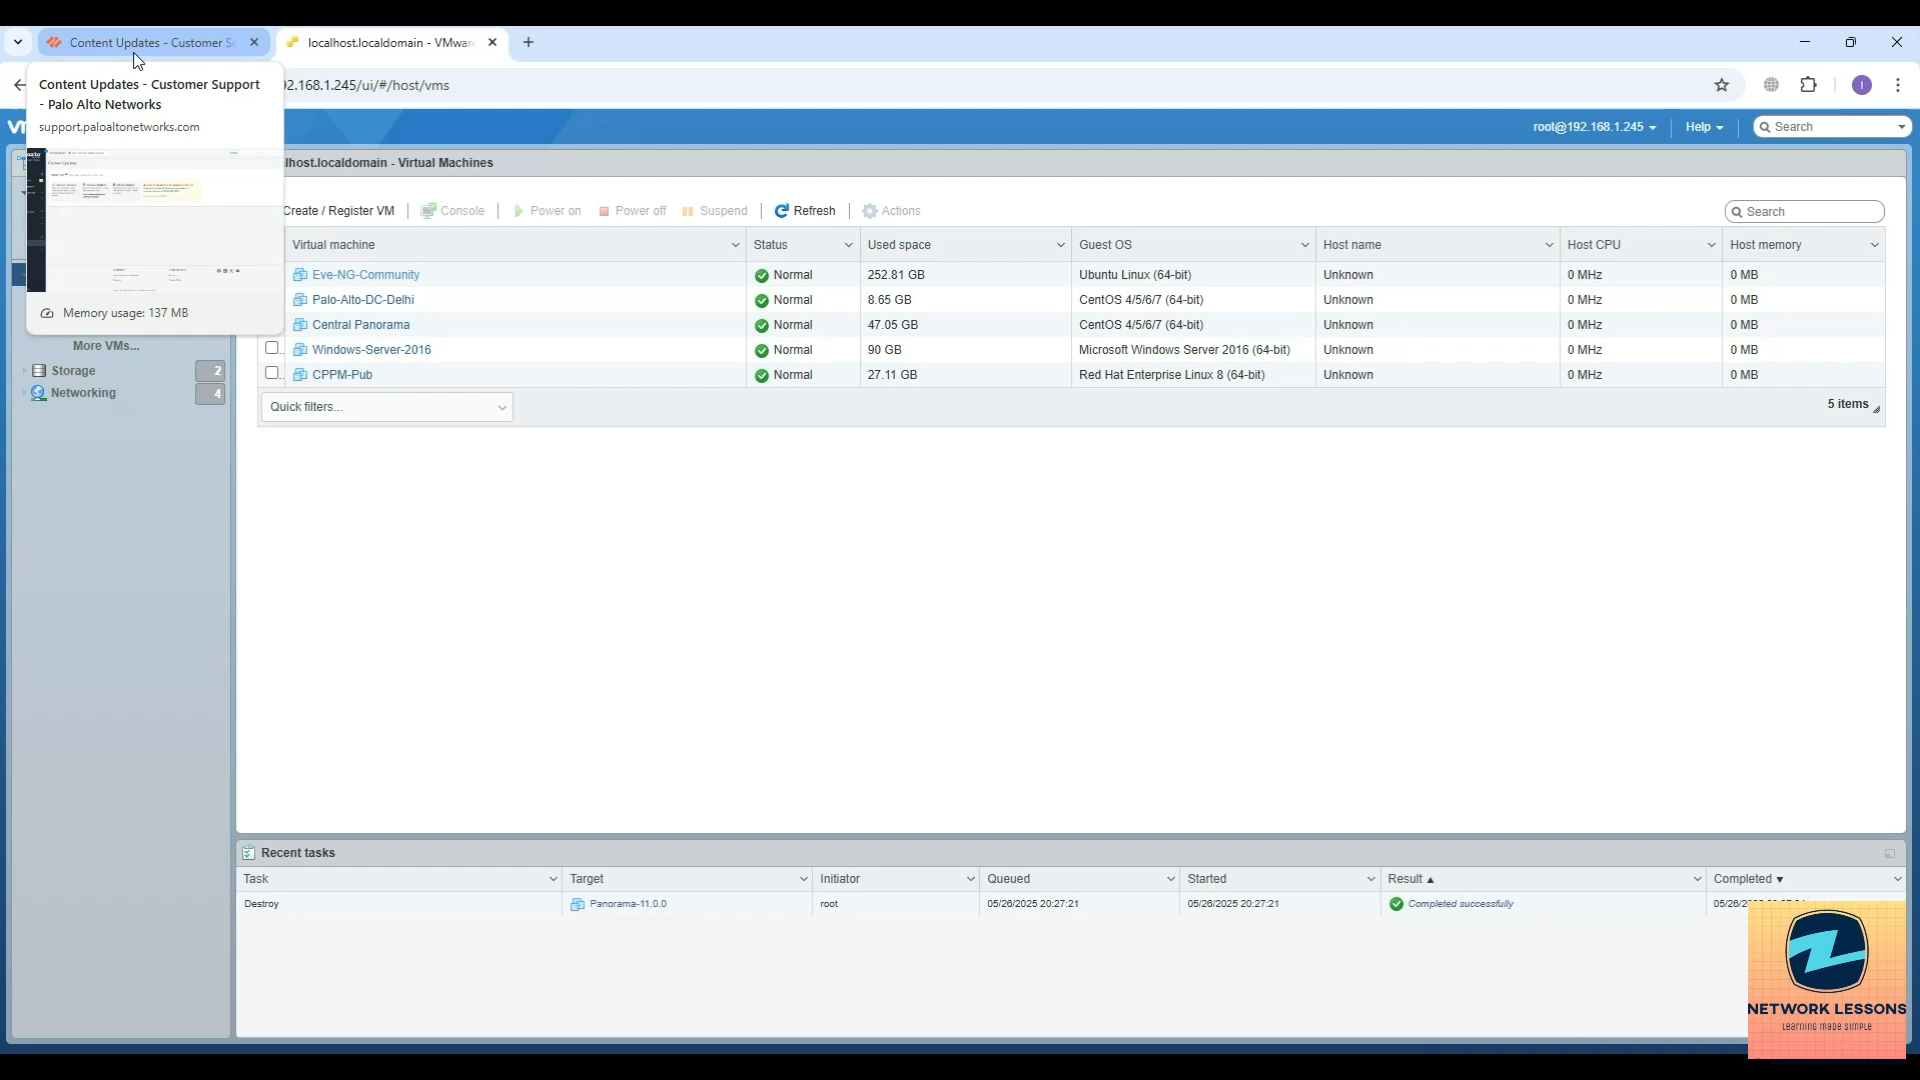 Content Updates - Customer Su
localhost.localdomain - VMwar
Content Updates - Customer Support
- Palo Alto Networks
support.paloaltonetworks.com
Memory usage: 137 MB
92.168.1.245/ui/#/host/vms
root@192.168.1.245
Help
Search
lhost.localdomain - Virtual Machines
Create / Register VM
Console
Power on
Power off
Suspend
Refresh
Actions
Search
Virtual machine Status Used space Guest OS Host name Host CPU Host memory
Eve-NG-Community Normal 252.81 GB Ubuntu Linux (64-bit) Unknown 0 MHz 0 MB
Palo-Alto-DC-Delhi Normal 8.65 GB CentOS 4/5/6/7 (64-bit) Unknown 0 MHz 0 MB
Central Panorama Normal 47.05 GB CentOS 4/5/6/7 (64-bit) Unknown 0 MHz 0 MB
Windows-Server-2016 Normal 90 GB Microsoft Windows Server 2016 (64-bit) Unknown 0 MHz 0 MB
CPPM-Pub Normal 27.11 GB Red Hat Enterprise Linux 8 (64-bit) Unknown 0 MHz 0 MB
Quick filters...
5 items
More VMs...
Storage 2
Networking 4
Recent tasks
Task Target Initiator Queued Started Result Completed
Destroy Panorama-11.0.0 root 05/26/2025 20:27:21 05/26/2025 20:27:21 Completed successfully
NETWORK LESSONS
Learning made simple